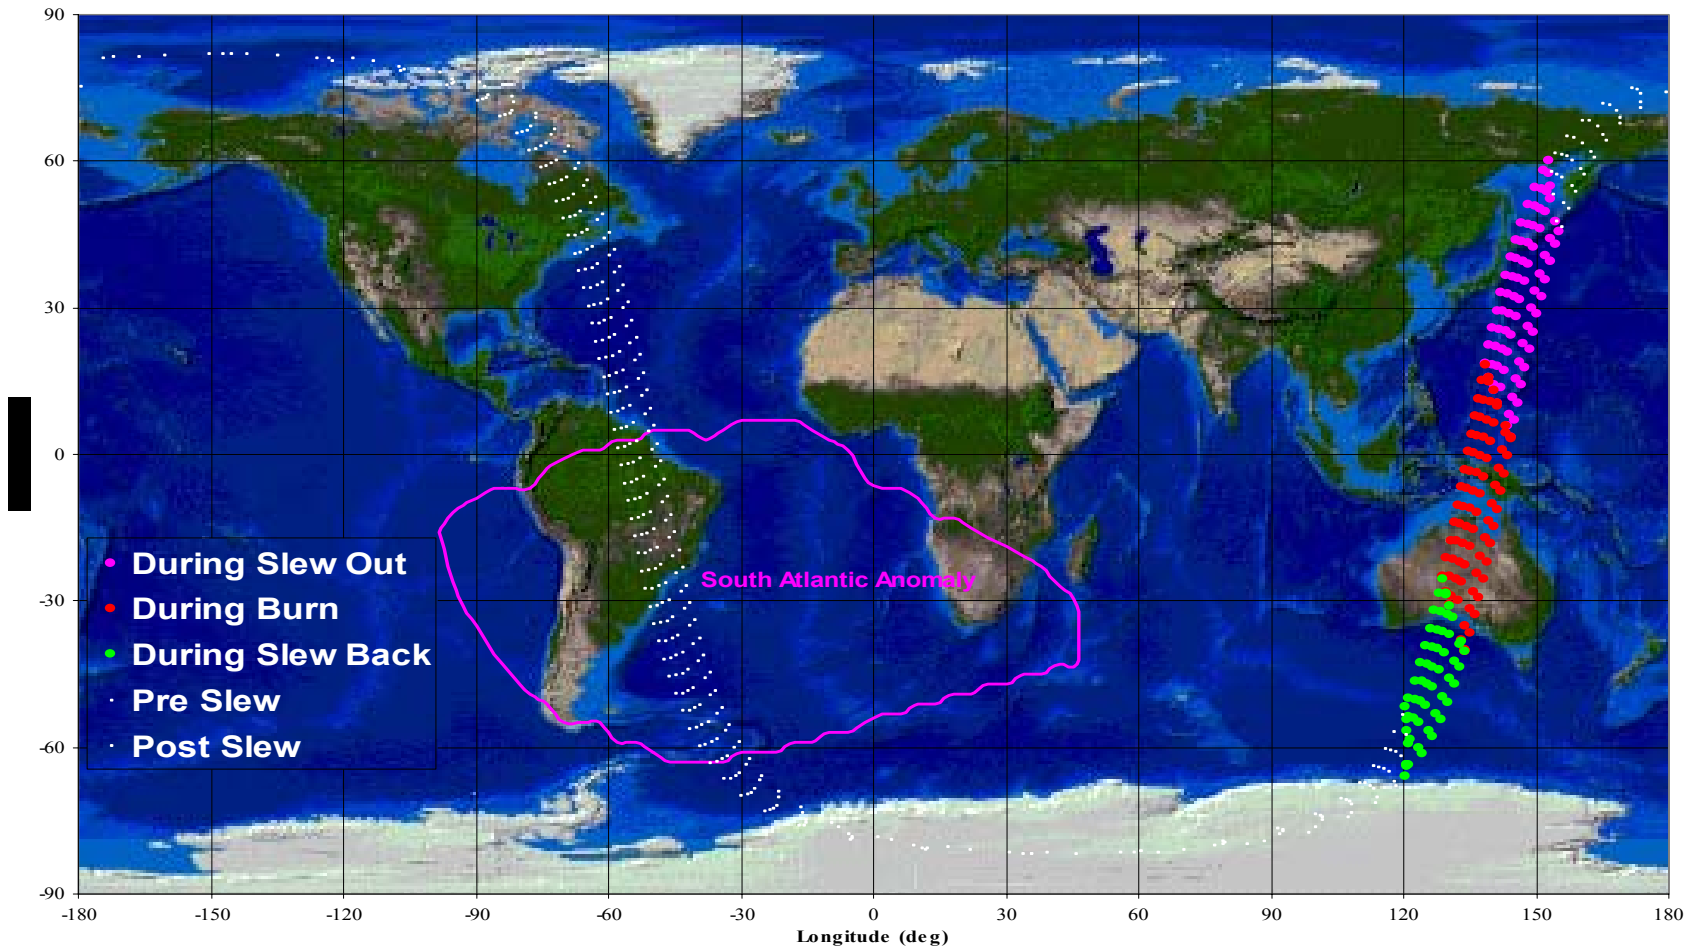 90
60
30
0
-30
-60
-90
South Atlantic Anomaly
During Slew Out
During Burn
During Slew Back
Pre Slew
Post Slew
-180 -150 -120 -90 -60 -30 0 30 60 90 120 150 180
Longitude (deg)